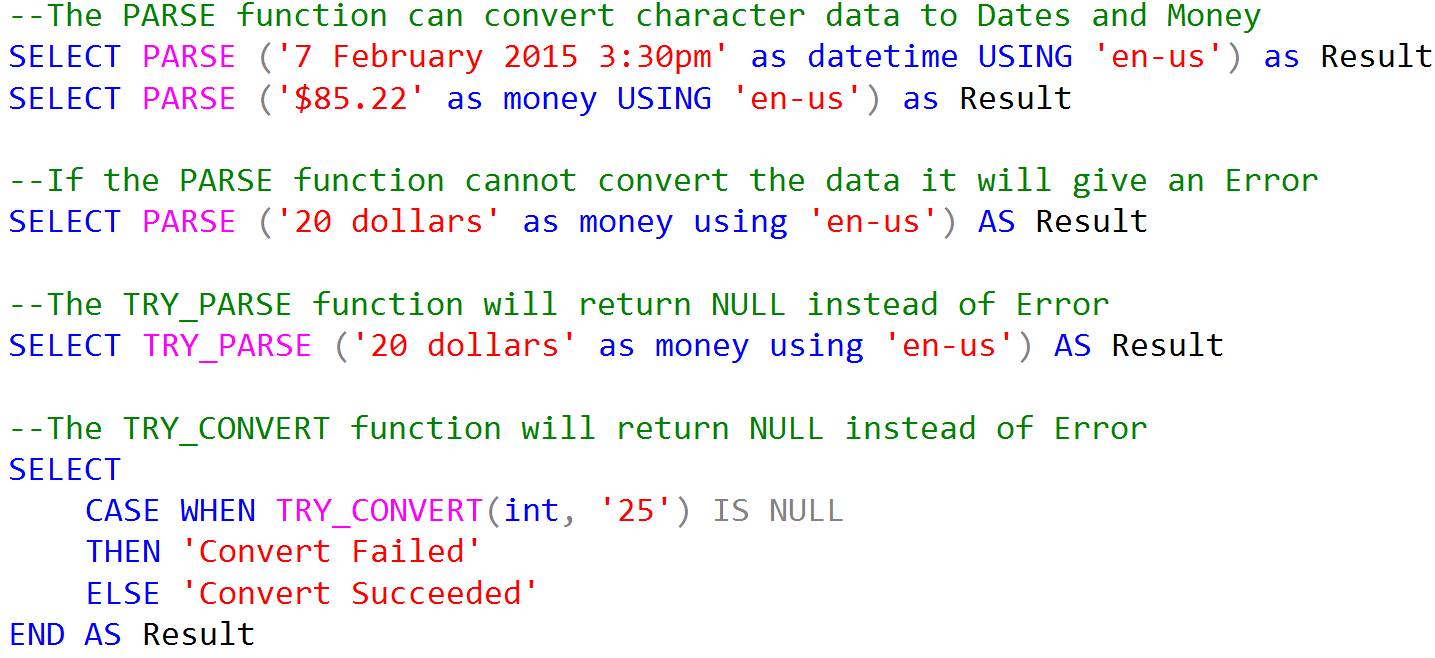 --The PARSE function can convert character data to Dates and Money
SELECT PARSE ('7 February 2015 3:30pm' as datetime USING 'en-us') as Result
SELECT PARSE ('$85.22' as money USING 'en-us') as Result
--If the PARSE function cannot convert the data it will give an Error
SELECT PARSE ('20 dollars' as money using 'en-us') AS Result
--The TRY_PARSE function will return NULL instead of Error
SELECT TRY_PARSE ('20 dollars' as money using 'en-us') AS Result
--The TRY_CONVERT function will return NULL instead of Error
SELECT
    CASE WHEN TRY_CONVERT(int, '25') IS NULL
    THEN 'Convert Failed'
    ELSE 'Convert Succeeded'
END AS Result